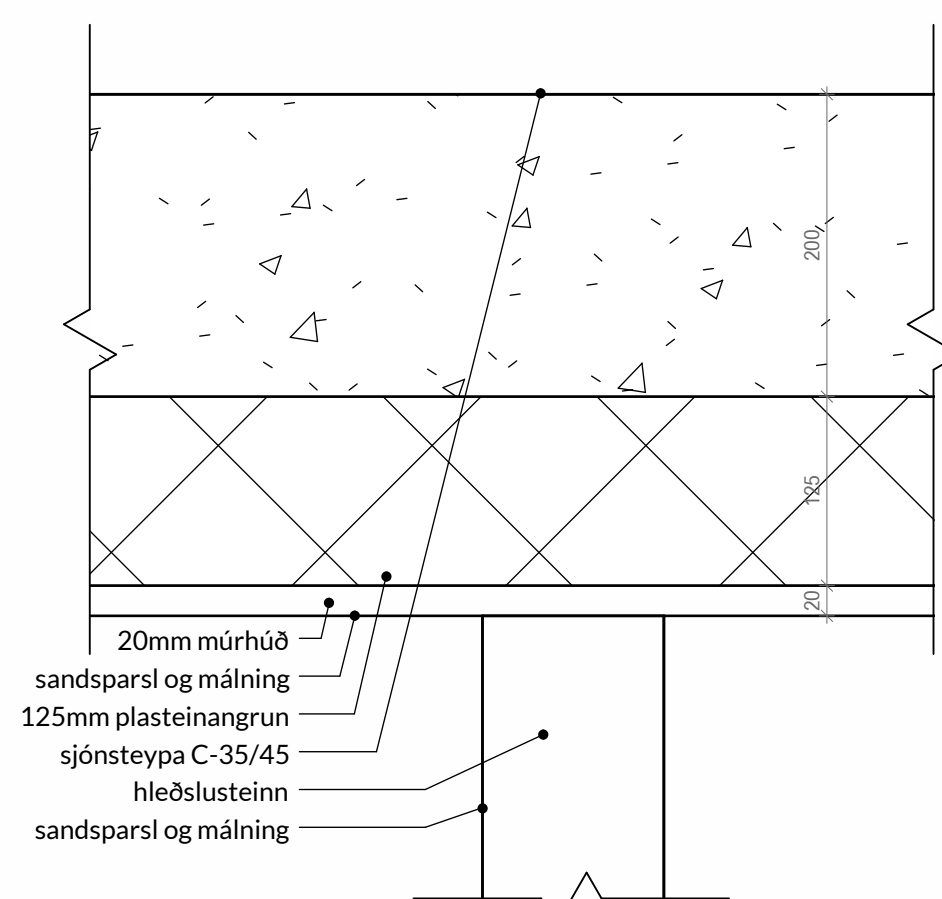 200
125
20
20mm múrhúð
sandsparsl og málning
125mm plasteinangrun
sjónsteypa C-35/45
hleðslusteinn
sandsparsl og málning